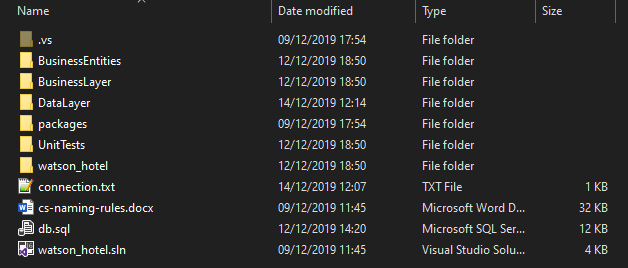 Name Date modified Type Size
.vs 09/12/2019 17:54 File folder
BusinessEntities 12/12/2019 18:50 File folder
BusinessLayer 12/12/2019 18:50 File folder
DataLayer 14/12/2019 12:14 File folder
packages 09/12/2019 17:54 File folder
UnitTests 12/12/2019 18:50 File folder
watson_hotel 12/12/2019 18:50 File folder
connection.txt 14/12/2019 12:07 TXT File 1 KB
cs-naming-rules.docx 09/12/2019 11:45 Microsoft Word D... 32 KB
db.sql 12/12/2019 14:20 Microsoft SQL Ser... 12 KB
watson_hotel.sln 09/12/2019 11:45 Visual Studio Solu... 4 KB